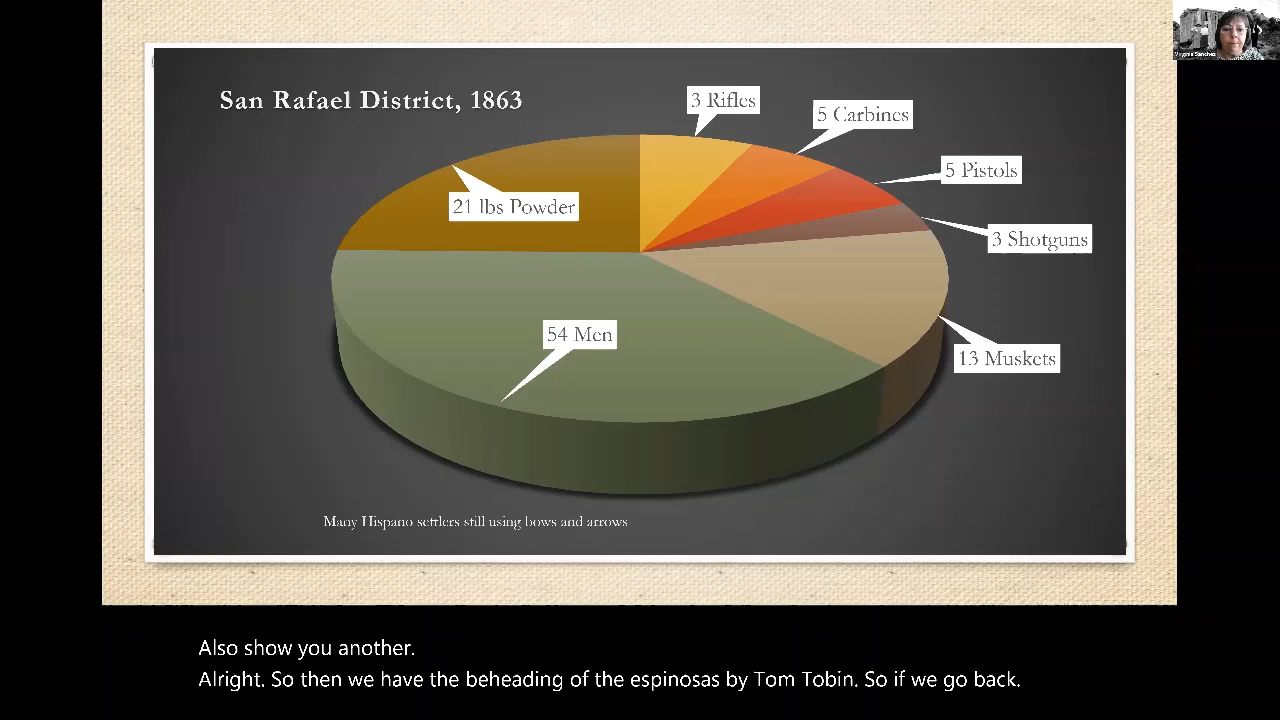 Virginia Sanchez
San Rafael District, 1863
3 Rifles
5 Carbines
5 Pistols
21 lbs Powder
3 Shotguns
54 Men
13 Muskets
Many Hispano settlers still using bows and arrows
Also show you another.
Alright. So then we have the beheading of the espinosas by Tom Tobin. So if we go back.